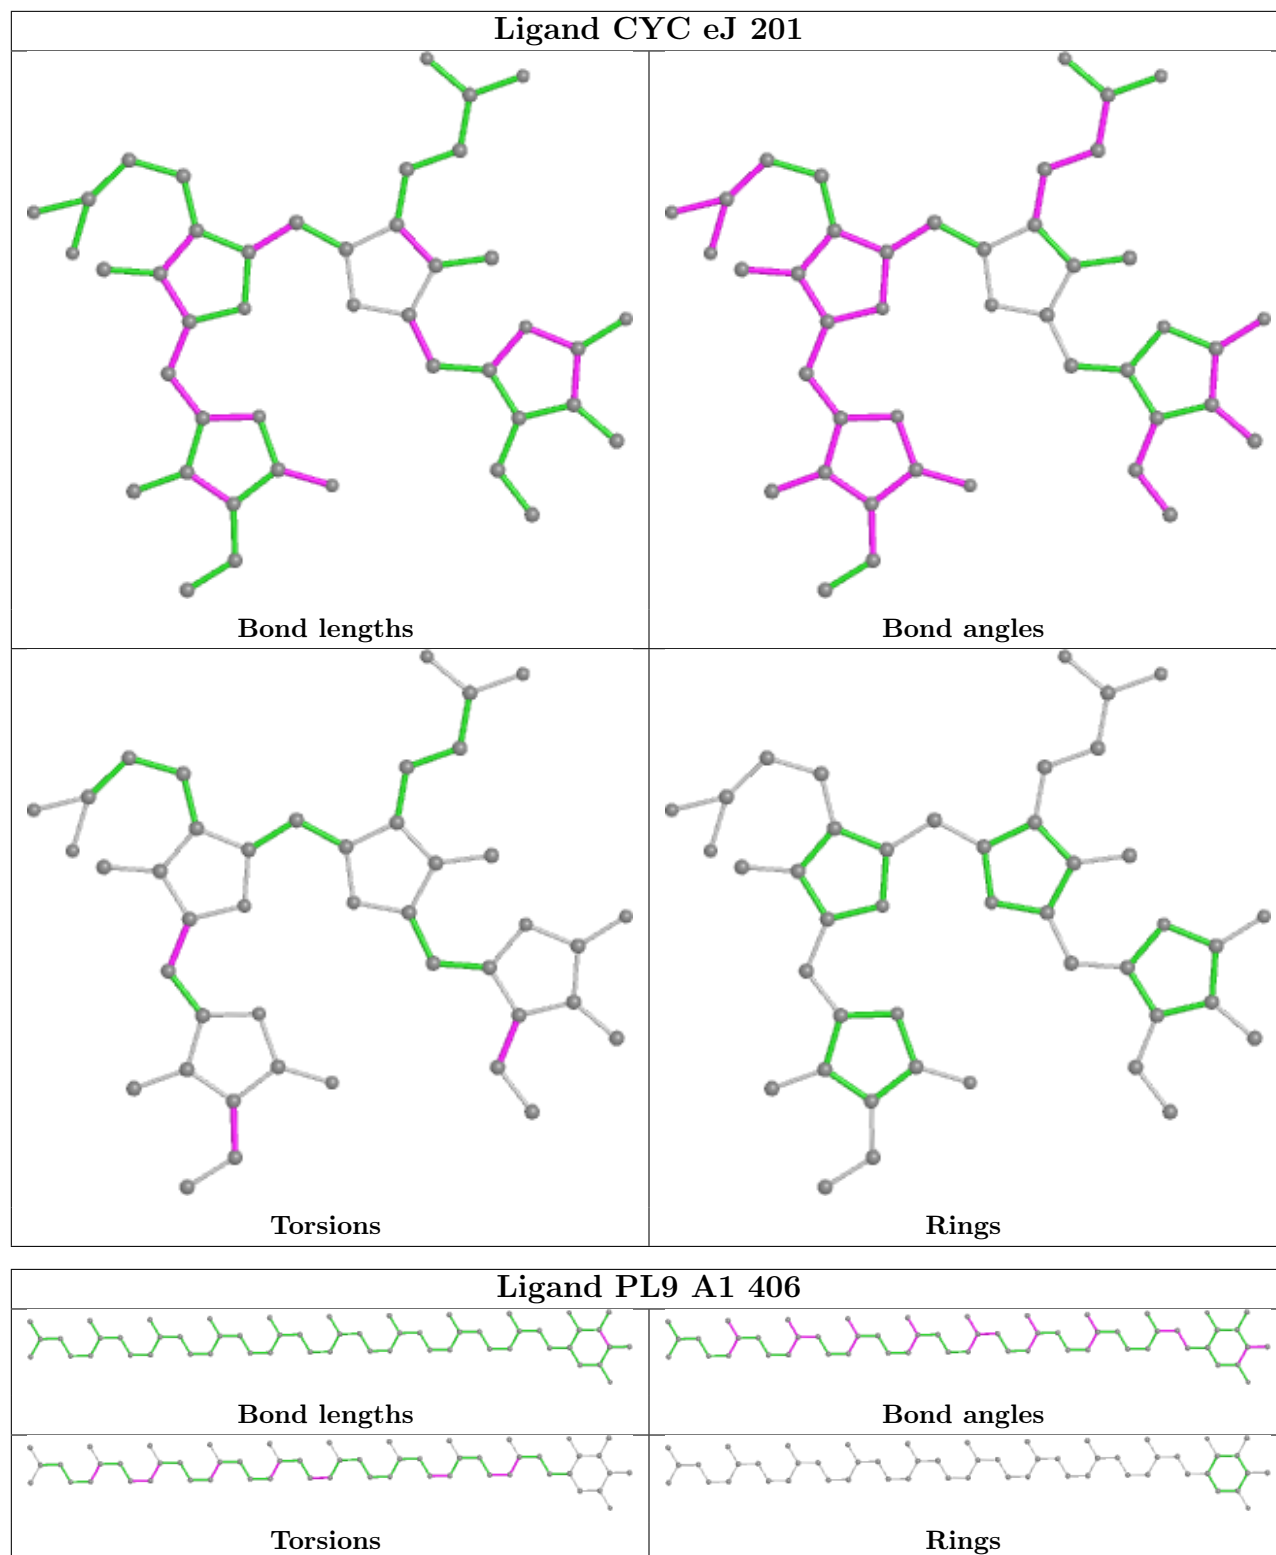 Ligand CYC eJ 201
Bond lengths
Bond angles
Torsions
Rings
Ligand PL9 A1 406
Bond lengths
Bond angles
Torsions
Rings